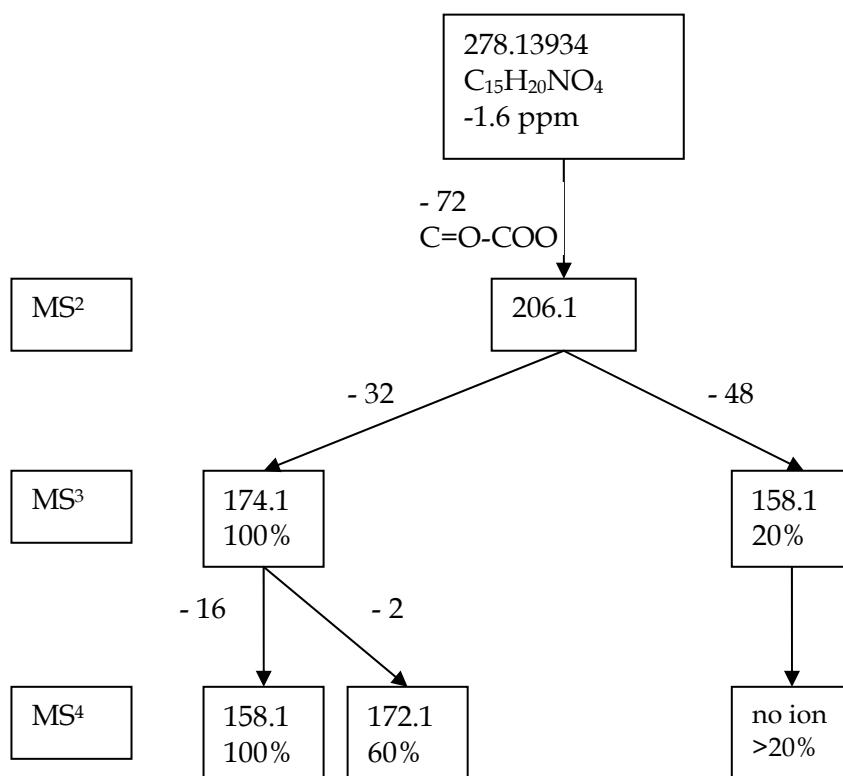 278.13934
C₁₅H₂₀NO₄
-1.6 ppm
- 72
C=O-COO
MS²
206.1
- 32
- 48
MS³
174.1
100%
158.1
20%
- 16
- 2
MS⁴
158.1
100%
172.1
60%
no ion
>20%